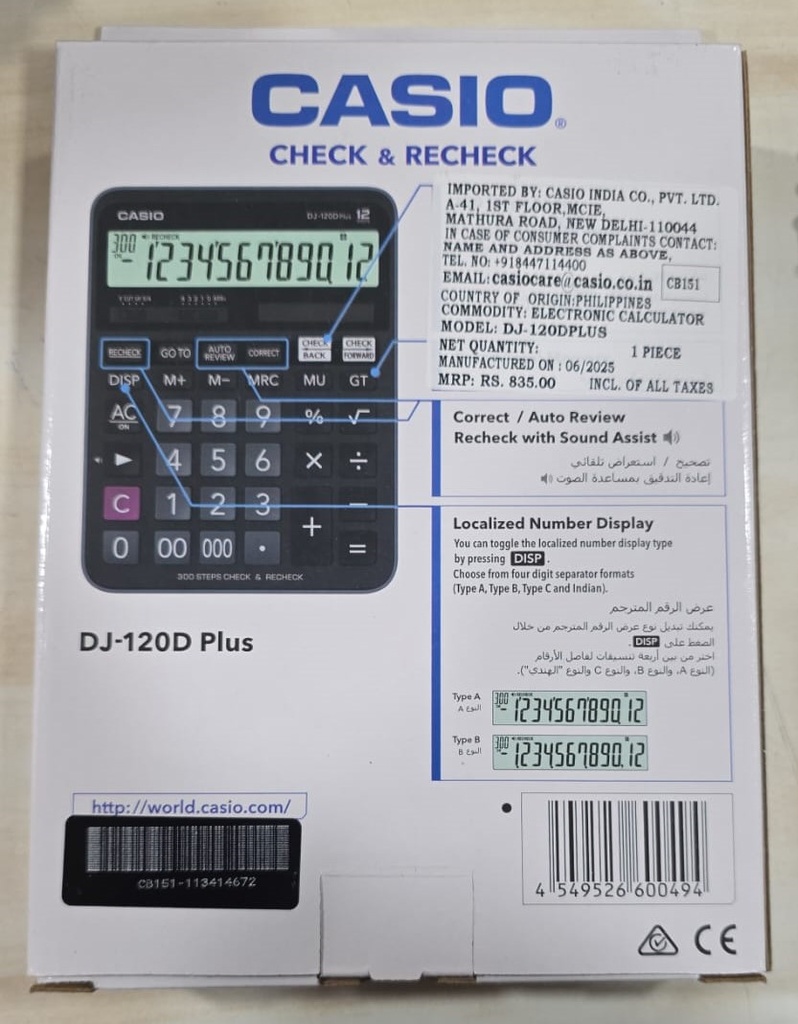 CASIO®
CHECK & RECHECK
IMPORTED BY: CASIO INDIA CO., PVT. LTD.
A-41, 1ST FLOOR,MCIE,
MATHURA ROAD, NEW DELHI-110044
IN CASE OF CONSUMER COMPLAINTS CONTACT:
NAME AND ADDRESS AS ABOVE,
TEL. NO: +918447114400
EMAIL:casiocare@casio.co.in
CB151
COUNTRY OF ORIGIN:PHILIPPINES
COMMODITY: ELECTRONIC CALCULATOR
MODEL: DJ-120DPLUS
NET QUANTITY: 1 PIECE
MANUFACTURED ON : 06/2025
MRP: RS. 835.00 INCL. OF ALL TAXES
CASIO DJ-120D Plus 12
300 RECHECK
-123456789012
RECHECK GO TO AUTO REVIEW CORRECT CHECK BACK CHECK FORWARD
DISP M+ M− MRC MU GT
AC ON 7 8 9 % √
▶ 4 5 6 × ÷
C 1 2 3 + −
0 00 000 · =
300 STEPS CHECK & RECHECK
DJ-120D Plus
Correct / Auto Review
Recheck with Sound Assist
تصحيح / استعراض تلقائي
إعادة التدقيق بمساعدة الصوت
Localized Number Display
You can toggle the localized number display type
by pressing DISP .
Choose from four digit separator formats
(Type A, Type B, Type C and Indian).
عرض الرقم المترجم
يمكنك تبديل نوع عرض الرقم المترجم من خلال
الضغط على DISP.
اختر من بين أربعة تنسيقات لفاصل الأرقام
(النوع A، والنوع B، والنوع C والنوع "الهندي").
Type A
النوع A
300 -123'456'789'012
Type B
النوع B
300 -123,456,789,012
http://world.casio.com/
CB151-113414672
4 549526 600494
CE